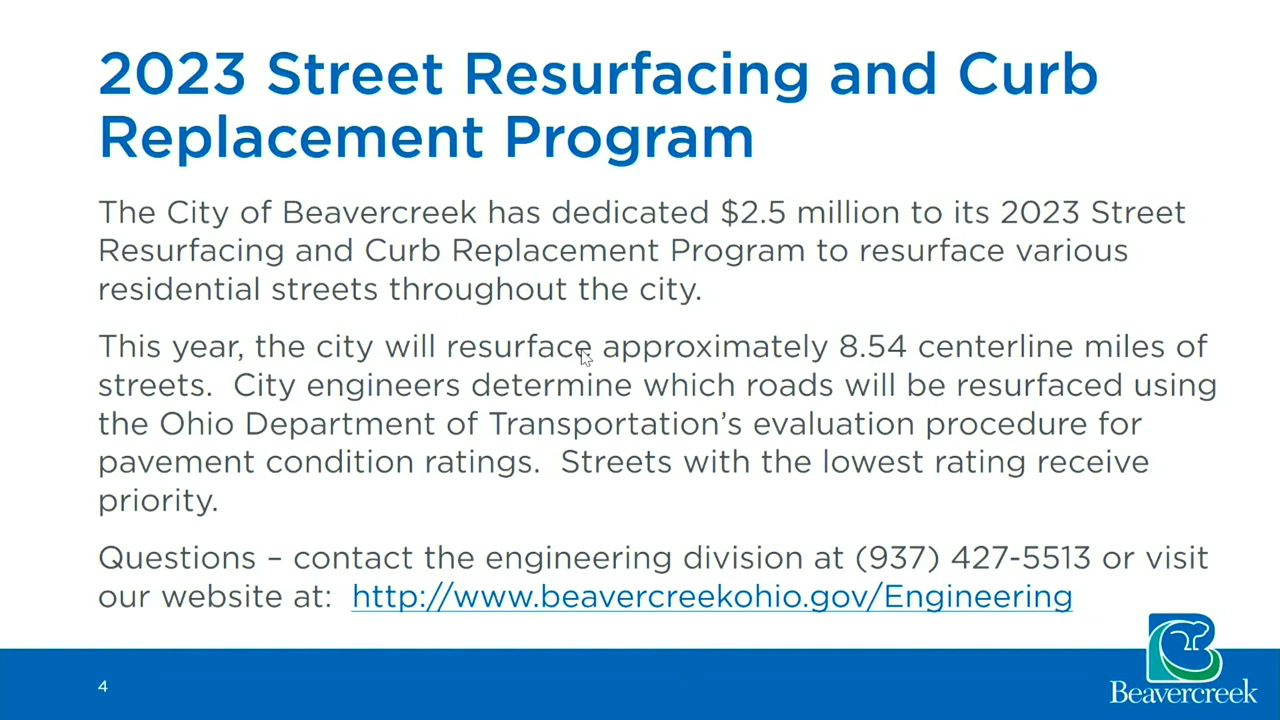 2023 Street Resurfacing and Curb
Replacement Program
The City of Beavercreek has dedicated $2.5 million to its 2023 Street
Resurfacing and Curb Replacement Program to resurface various
residential streets throughout the city.
This year, the city will resurface approximately 8.54 centerline miles of
streets.  City engineers determine which roads will be resurfaced using
the Ohio Department of Transportation's evaluation procedure for
pavement condition ratings.  Streets with the lowest rating receive
priority.
Questions – contact the engineering division at (937) 427-5513 or visit
our website at:  http://www.beavercreekohio.gov/Engineering
4
Beavercreek